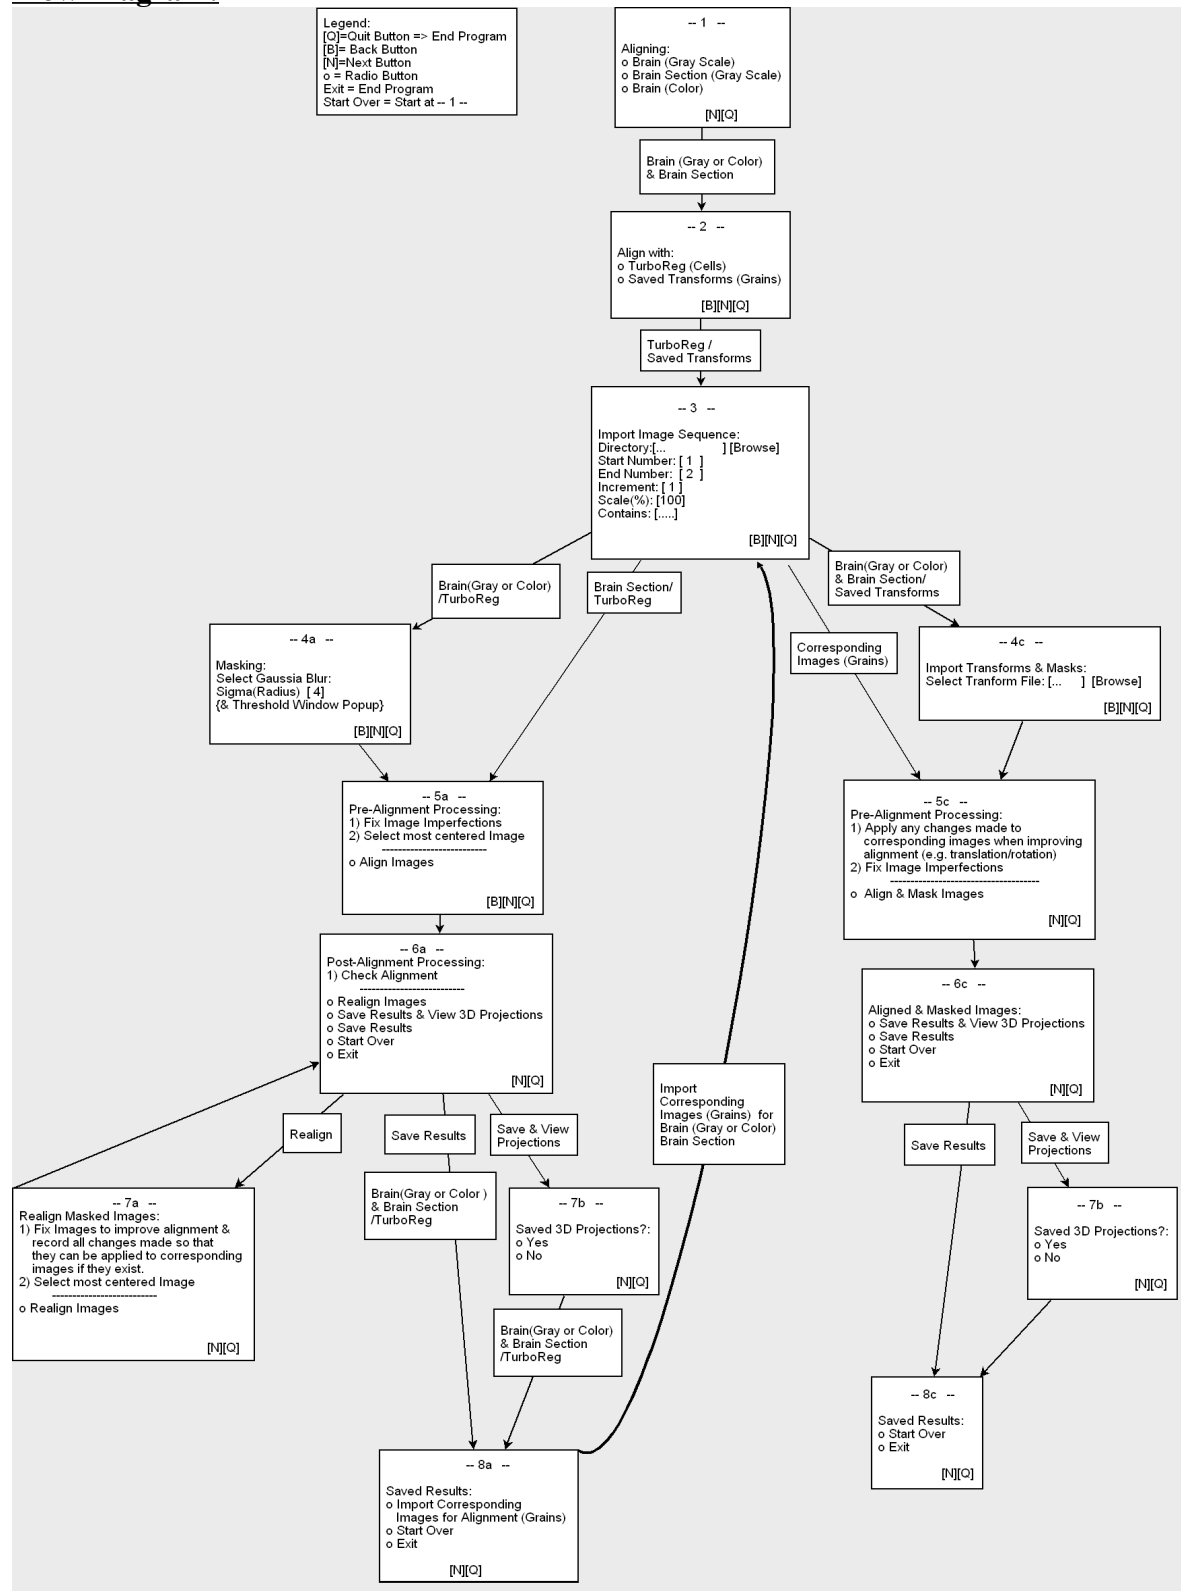 Legend:
[Q]=Quit Button => End Program
[B]= Back Button
[N]=Next Button
o = Radio Button
Exit = End Program
Start Over = Start at -- 1 --
-- 1 --
Aligning:
o Brain (Gray Scale)
o Brain Section (Gray Scale)
o Brain (Color)
[N][Q]
Brain (Gray or Color)
& Brain Section
-- 2 --
Align with:
o TurboReg (Cells)
o Saved Transforms (Grains)
[B][N][Q]
TurboReg /
Saved Transforms
-- 3 --
Import Image Sequence:
Directory:[... ] [Browse]
Start Number: [ 1 ]
End Number: [ 2 ]
Increment: [ 1 ]
Scale(%): [100]
Contains: [.....]
[B][N][Q]
Brain(Gray or Color)
/TurboReg
Brain Section/
TurboReg
Brain(Gray or Color)
& Brain Section/
Saved Transforms
Corresponding
Images (Grains)
-- 4a --
Masking:
Select Gaussia Blur:
Sigma(Radius) [ 4]
{& Threshold Window Popup}
[B][N][Q]
-- 4c --
Import Transforms & Masks:
Select Tranform File: [... ] [Browse]
[B][N][Q]
-- 5a --
Pre-Alignment Processing:
1) Fix Image Imperfections
2) Select most centered Image
--------------------------
o Align Images
[B][N][Q]
-- 5c --
Pre-Alignment Processing:
1) Apply any changes made to
corresponding images when improving
alignment (e.g. translation/rotation)
2) Fix Image Imperfections
-------------------------------------
o Align & Mask Images
[N][Q]
-- 6a --
Post-Alignment Processing:
1) Check Alignment
--------------------------
o Realign Images
o Save Results & View 3D Projections
o Save Results
o Start Over
o Exit
[N][Q]
-- 6c --
Aligned & Masked Images:
o Save Results & View 3D Projections
o Save Results
o Start Over
o Exit
[N][Q]
Realign
Save Results
Save & View
Projections
Import
Corresponding
Images (Grains) for
Brain (Gray or Color)
Brain Section
Save Results
Save & View
Projections
-- 7a --
Realign Masked Images:
1) Fix Images to improve alignment &
record all changes made so that
they can be applied to corresponding
images if they exist.
2) Select most centered Image
--------------------------
o Realign Images
[N][Q]
Brain(Gray or Color )
& Brain Section
/TurboReg
-- 7b --
Saved 3D Projections?:
o Yes
o No
[N][Q]
-- 7b --
Saved 3D Projections?:
o Yes
o No
[N][Q]
Brain(Gray or Color)
& Brain Section
/TurboReg
-- 8a --
Saved Results:
o Import Corresponding
Images for Alignment (Grains)
o Start Over
o Exit
[N][Q]
-- 8c --
Saved Results:
o Start Over
o Exit
[N][Q]